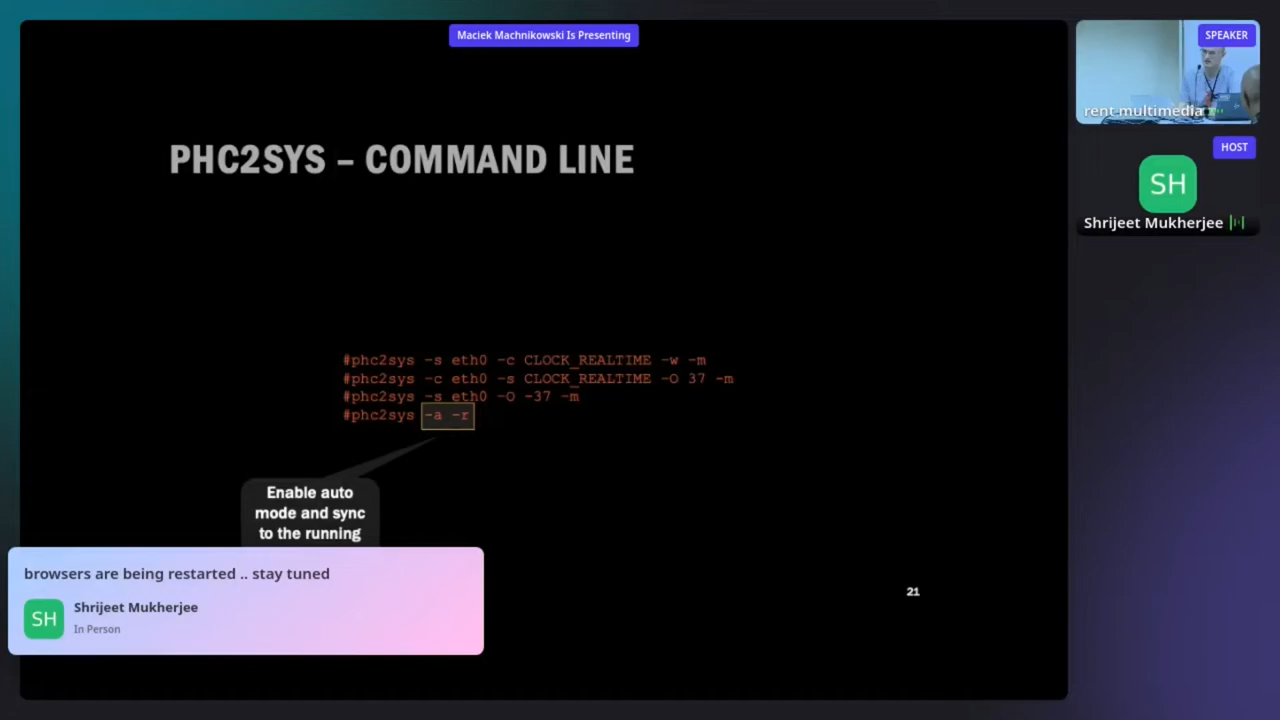 Maciek Machnikowski Is Presenting
SPEAKER
rent-multimedia
HOST
SH
Shrijeet Mukherjee
PHC2SYS – COMMAND LINE
#phc2sys -s eth0 -c CLOCK_REALTIME -w -m
#phc2sys -c eth0 -s CLOCK_REALTIME -O 37 -m
#phc2sys -s eth0 -O -37 -m
#phc2sys -a -r
Enable auto
mode and sync
to the running
browsers are being restarted .. stay tuned
SH
Shrijeet Mukherjee
In Person
21